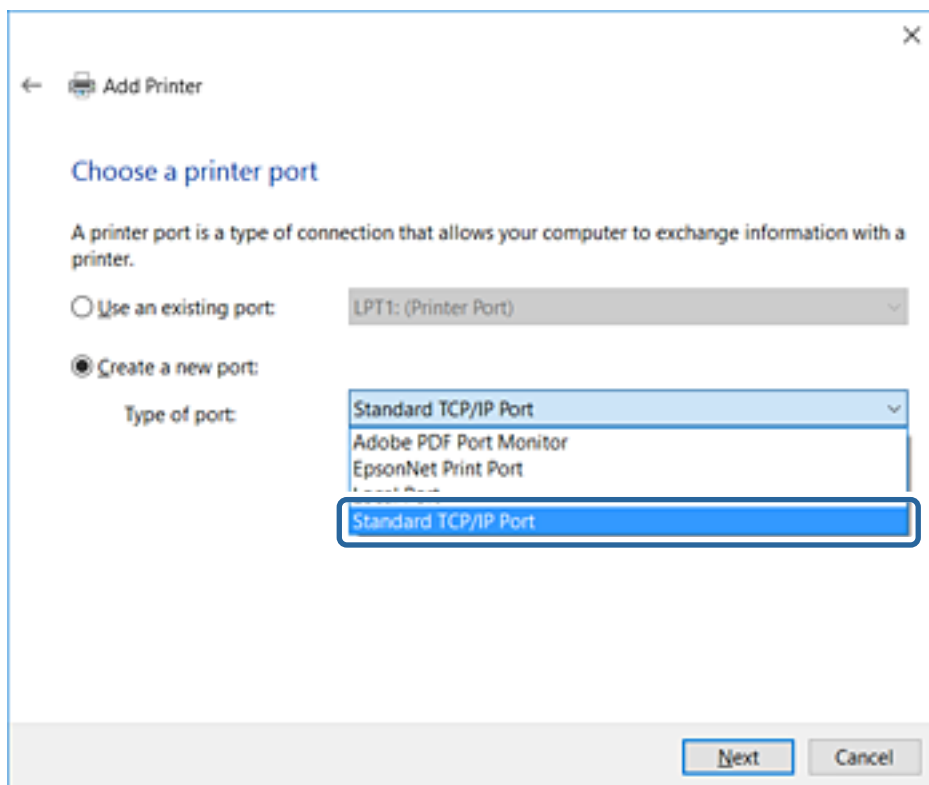 Add Printer
Choose a printer port
A printer port is a type of connection that allows your computer to exchange information with a
printer.
Use an existing port:
LPT1: (Printer Port)
Create a new port:
Type of port:
Standard TCP/IP Port
Adobe PDF Port Monitor
EpsonNet Print Port
Local Port
Standard TCP/IP Port
Next
Cancel